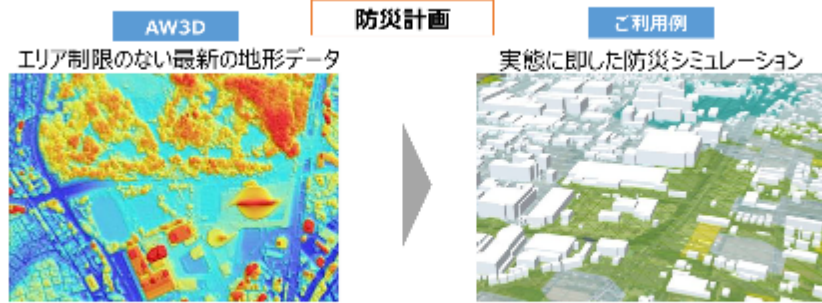 防災計画
AW3D
ご利用例
エリア制限のない最新の地形データ
実態に即した防災シミュレーション